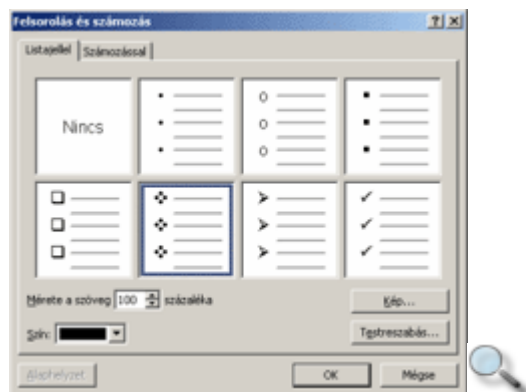 Felsorolás és számozás
Listajellel Számozással
Nincs
Mérete a szöveg 100 százaléka
Kép...
Szín:
Testreszabás...
Alaphelyzet
OK
Mégse